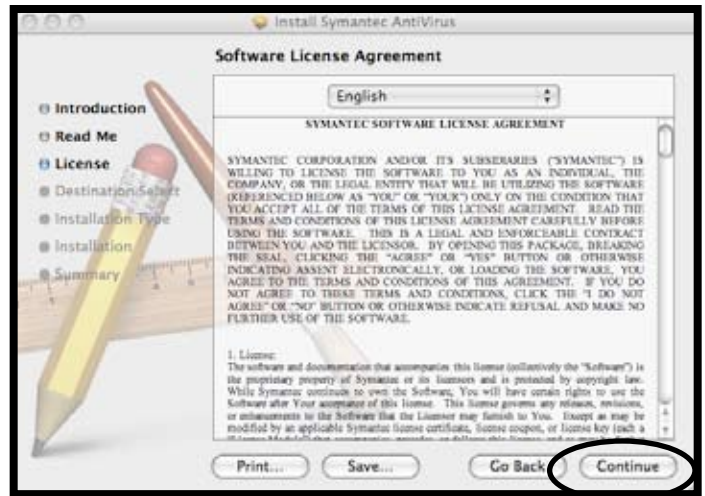 Install Symantec AntiVirus
Software License Agreement
Introduction
Read Me
License
Destination Select
Installation Type
Installation
Summary
English
SYMANTEC SOFTWARE LICENSE AGREEMENT
SYMANTEC CORPORATION AND/OR ITS SUBSIDIARIES ("SYMANTEC") IS
WILLING TO LICENSE THE SOFTWARE TO YOU AS AN INDIVIDUAL, THE
COMPANY, OR THE LEGAL ENTITY THAT WILL BE UTILIZING THE SOFTWARE
(REFERENCED BELOW AS "YOU" OR "YOUR") ONLY ON THE CONDITION THAT
YOU ACCEPT ALL OF THE TERMS OF THIS LICENSE AGREEMENT. READ THE
TERMS AND CONDITIONS OF THIS LICENSE AGREEMENT CAREFULLY BEFORE
USING THE SOFTWARE. THIS IS A LEGAL AND ENFORCEABLE CONTRACT
BETWEEN YOU AND THE LICENSOR. BY OPENING THIS PACKAGE, BREAKING
THE SEAL, CLICKING THE "AGREE" OR "YES" BUTTON OR OTHERWISE
INDICATING ASSENT ELECTRONICALLY, OR LOADING THE SOFTWARE, YOU
AGREE TO THE TERMS AND CONDITIONS OF THIS AGREEMENT. IF YOU DO
NOT AGREE TO THESE TERMS AND CONDITIONS, CLICK THE "I DO NOT
AGREE" OR "NO" BUTTON OR OTHERWISE INDICATE REFUSAL AND MAKE NO
FURTHER USE OF THE SOFTWARE.
1. License:
The software and documentation that accompanies this license (collectively the "Software") is
the proprietary property of Symantec or its licensors and is protected by copyright law.
While Symantec continues to own the Software, You will have certain rights to use the
Software after Your acceptance of this license. This license governs any releases, revisions,
or enhancements to the Software that the Licensor may furnish to You. Except as may be
modified by an applicable Symantec license certificate, license coupon, or license key (each a
Print...
Save...
Go Back
Continue